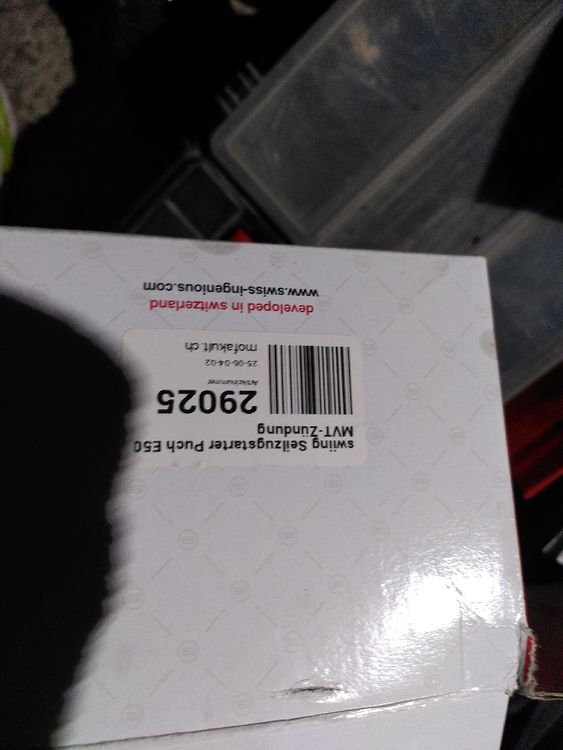 swiing Seilzugstarter Puch E50
MVT-Zündung
29025
Artikelnummer
25-06-04-02
mofakult.ch
developed in switzerland
www.swiss-ingenious.com